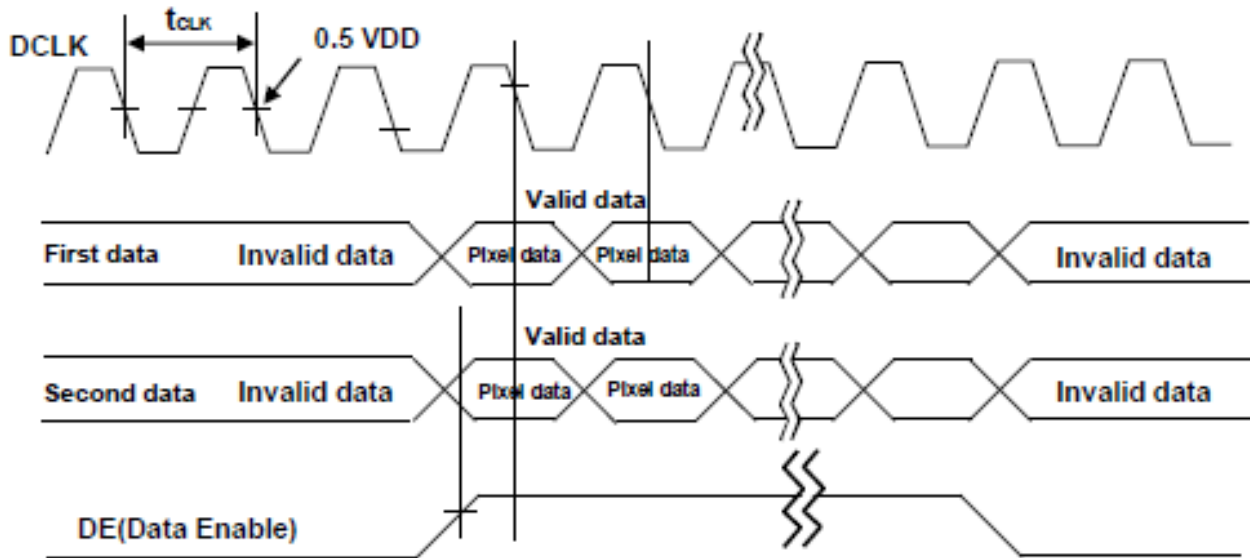 tCLK
DCLK
0.5 VDD
Valid data
First data
Invalid data
Pixel data
Pixel data
Invalid data
Valid data
Second data
Invalid data
Pixel data
Pixel data
Invalid data
DE(Data Enable)